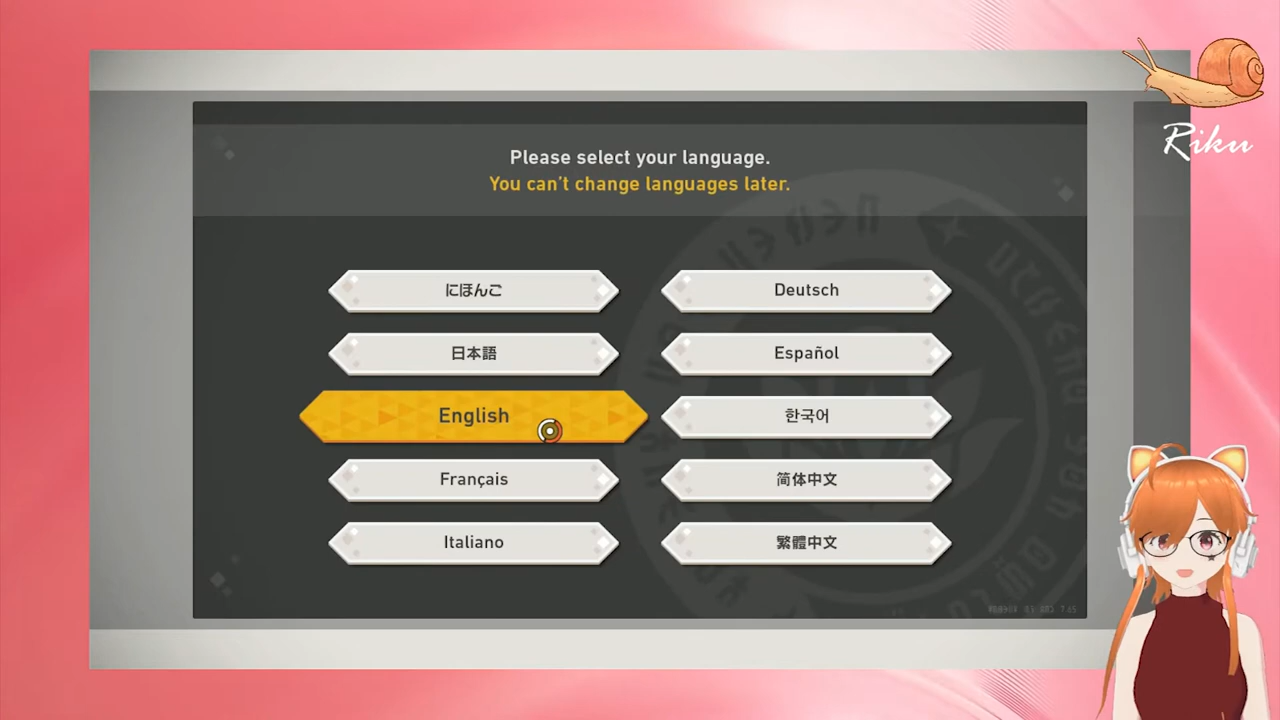 Riku
Please select your language.
You can't change languages later.
にほんご
日本語
English
Français
Italiano
Deutsch
Español
한국어
简体中文
繁體中文